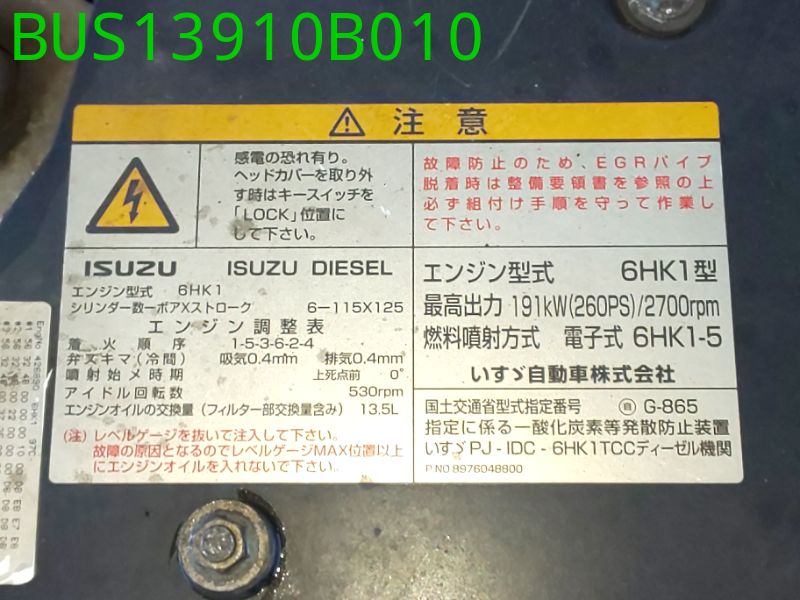 BUS13910B010
⚠ 注意
感電の恐れ有り。
ヘッドカバーを取り外
す時はキースイッチを
「LOCK」位置に
して下さい。
故障防止のため、EGRパイプ
脱着時は整備要領書を参照の上
必ず組付け手順を守って作業し
て下さい。
ISUZU ISUZU DIESEL
エンジン型式 6HK1
シリンダー数ーボアXストローク 6-115X125
エンジン調整表
着火順序 1-5-3-6-2-4
弁スキマ(冷間) 吸気0.4mm 排気0.4mm
噴射始メ時期 上死点前 0°
アイドル回転数 530rpm
エンジンオイルの交換量(フィルター部交換量含み) 13.5L
(注)レベルゲージを抜いて注入して下さい。
故障の原因となるのでレベルゲージMAX位置以上
にエンジンオイルを入れないで下さい。
エンジン型式 6HK1型
最高出力 191kW(260PS)/2700rpm
燃料噴射方式 電子式 6HK1-5
いすゞ自動車株式会社
国土交通省型式指定番号 ㊐ G-865
指定に係る一酸化炭素等発散防止装置
いすゞPJ-IDC-6HK1TCCディーゼル機関
P.NO 8976048800